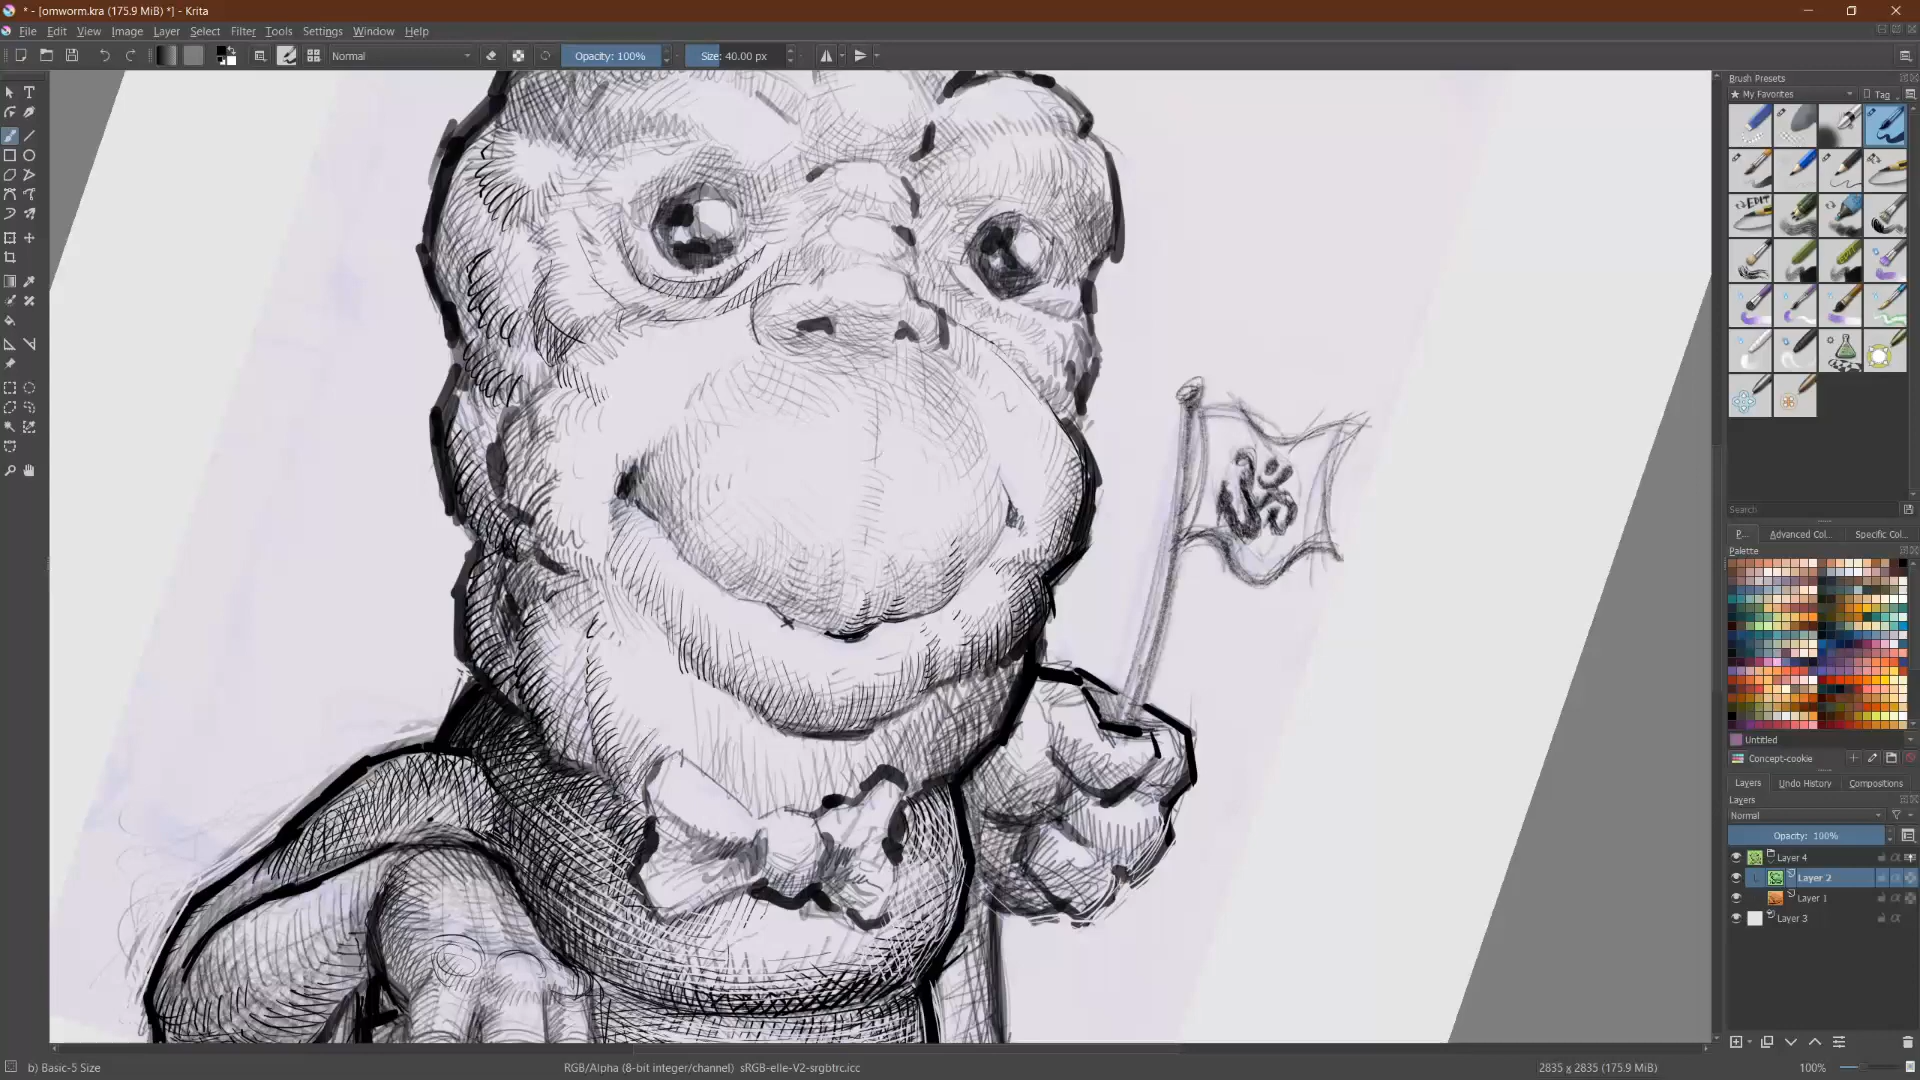 * - [omworm.kra (175.9 MiB) *] - Krita
File Edit View Image Layer Select Filter Tools Settings Window Help
Normal
Opacity: 100%
Size: 40.00 px
Brush Presets
My Favorites
Tag
EDIT
ॐ
Search
P... Advanced Col... Specific Col...
Palette
Untitled
Concept-cookie
Layers Undo History Compositions
Layers
Normal
Opacity: 100%
Layer 4
Layer 2
Layer 1
Layer 3
b) Basic-5 Size
RGB/Alpha (8-bit integer/channel) sRGB-elle-V2-srgbtrc.icc
2835 x 2835 (175.9 MiB)
100%